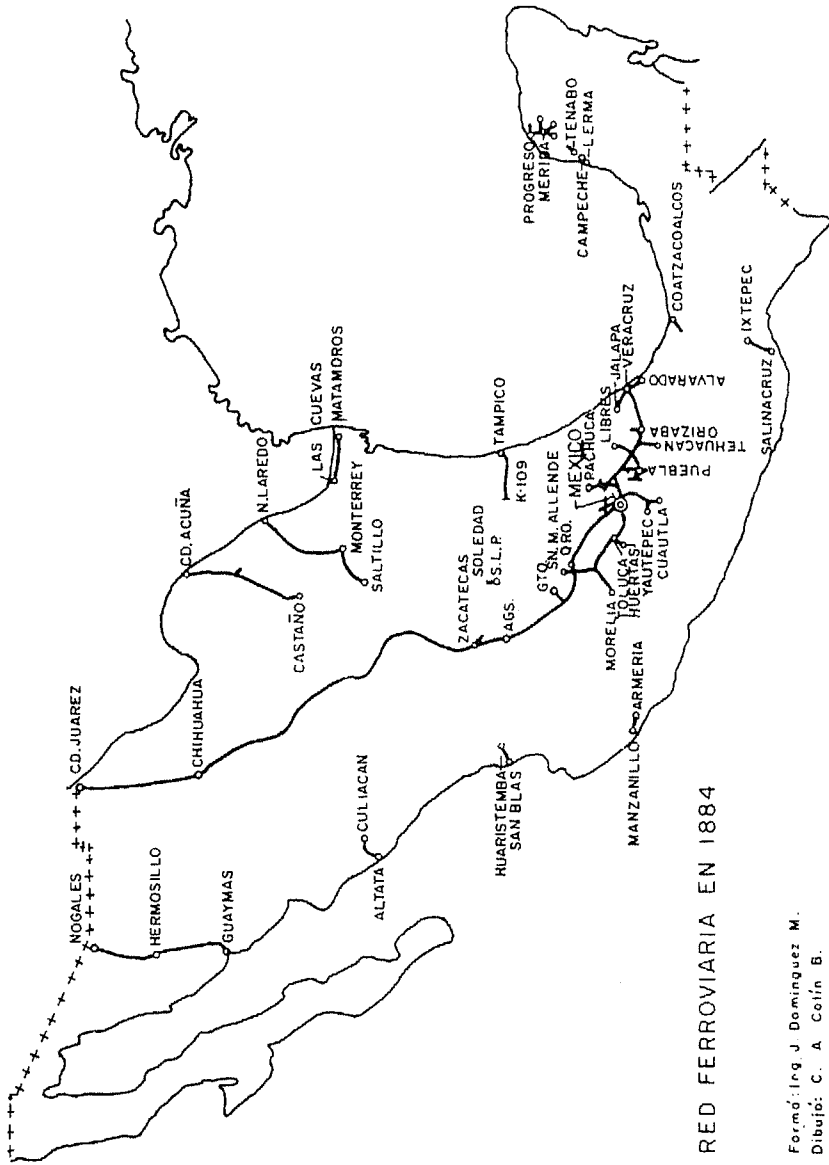 NOGALES
HERMOSILLO
GUAYMAS
CD. JUAREZ
CHIHUAHUA
CD. ACUÑA
CASTAÑO
N. LAREDO
MONTERREY
SALTILLO
LAS CUEVAS
MATAMOROS
ALTATA
CULIACAN
HUARISTEMBA
SAN BLAS
ZACATECAS
SOLEDAD
S.L.P.
AGS.
TAMPICO
K-109
GTO.
SN. M. ALLENDE
QRO.
MEXICO
PACHUCA
LIBRES
JALAPA
VERACRUZ
MORELIA
TOLUCA
HUERTAS
YAUTEPEC
CUAUTLA
PUEBLA
TEHUACAN
ORIZABA
ALVARADO
MANZANILLO
ARMERIA
COATZACOALCOS
IXTEPEC
SALINACRUZ
PROGRESO
MERIDA
TENABO
CAMPECHE
LERMA
RED FERROVIARIA EN 1884
Formó: Ing. J. Dominguez M.
Dibujó: C. A Colín B.